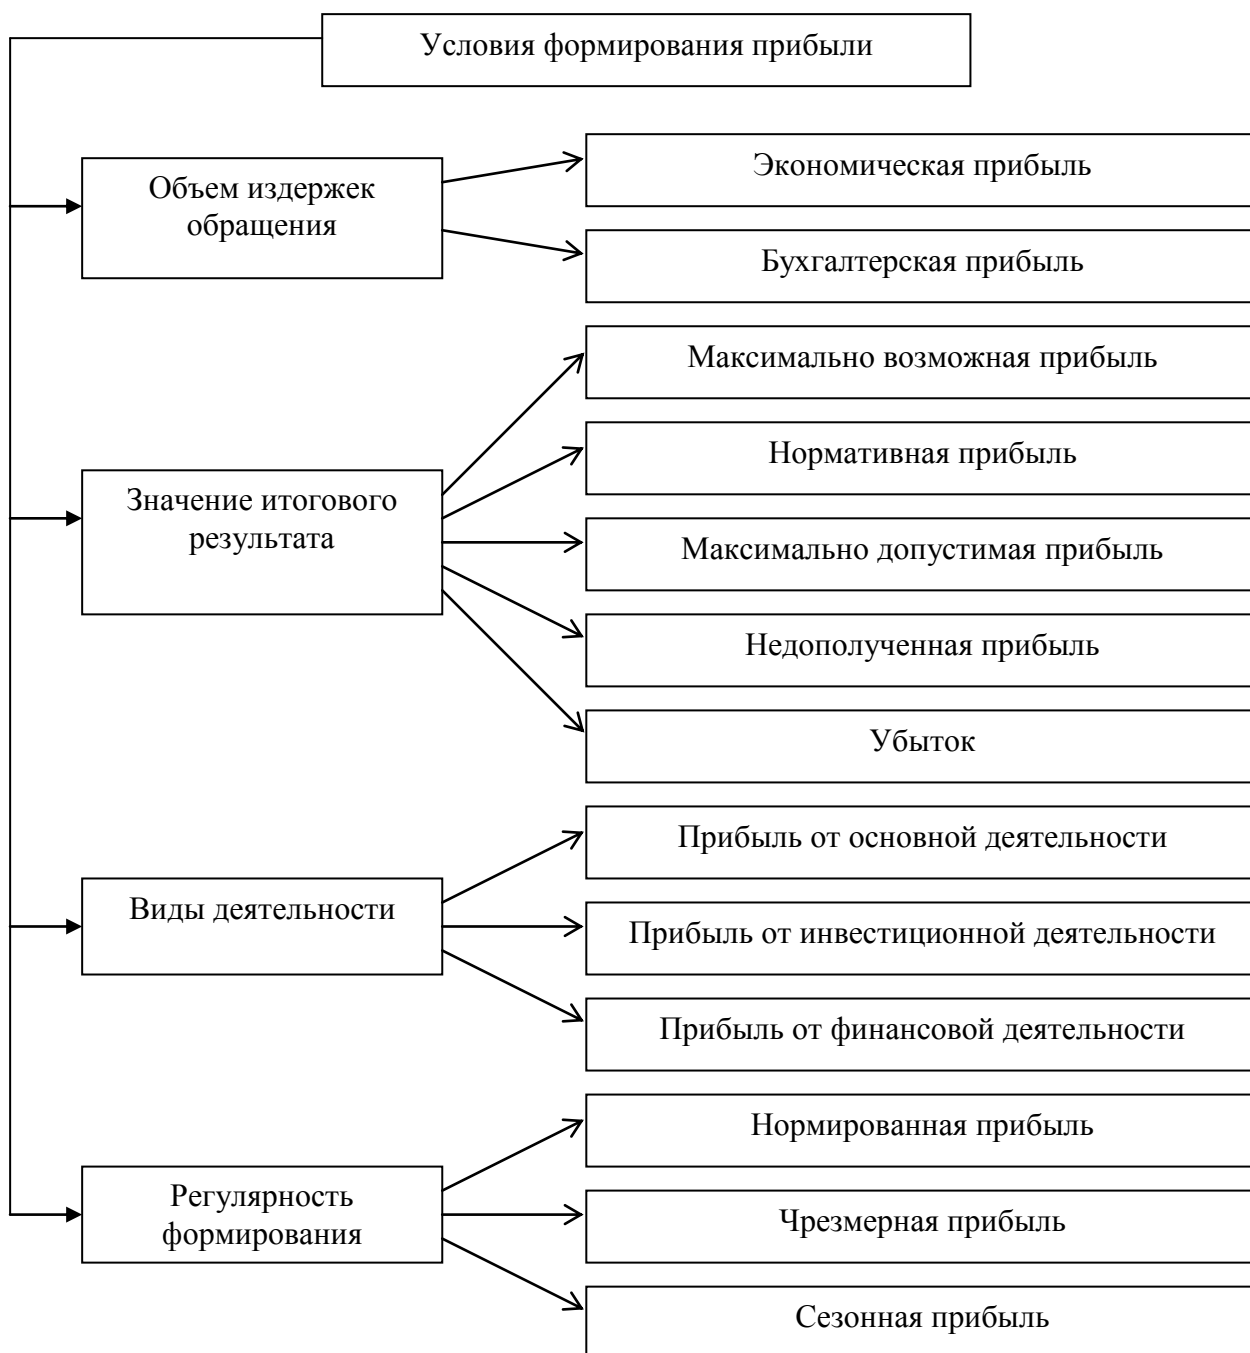 Условия формирования прибыли
Объем издержек
обращения
Экономическая прибыль
Бухгалтерская прибыль
Значение итогового
результата
Максимально возможная прибыль
Нормативная прибыль
Максимально допустимая прибыль
Недополученная прибыль
Убыток
Виды деятельности
Прибыль от основной деятельности
Прибыль от инвестиционной деятельности
Прибыль от финансовой деятельности
Регулярность
формирования
Нормированная прибыль
Чрезмерная прибыль
Сезонная прибыль